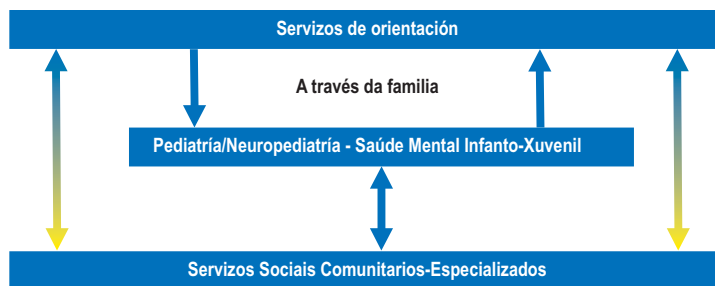 Servizos de orientación
A través da familia
Pediatría/Neuropediatría - Saúde Mental Infanto-Xuvenil
Servizos Sociais Comunitarios-Especializados